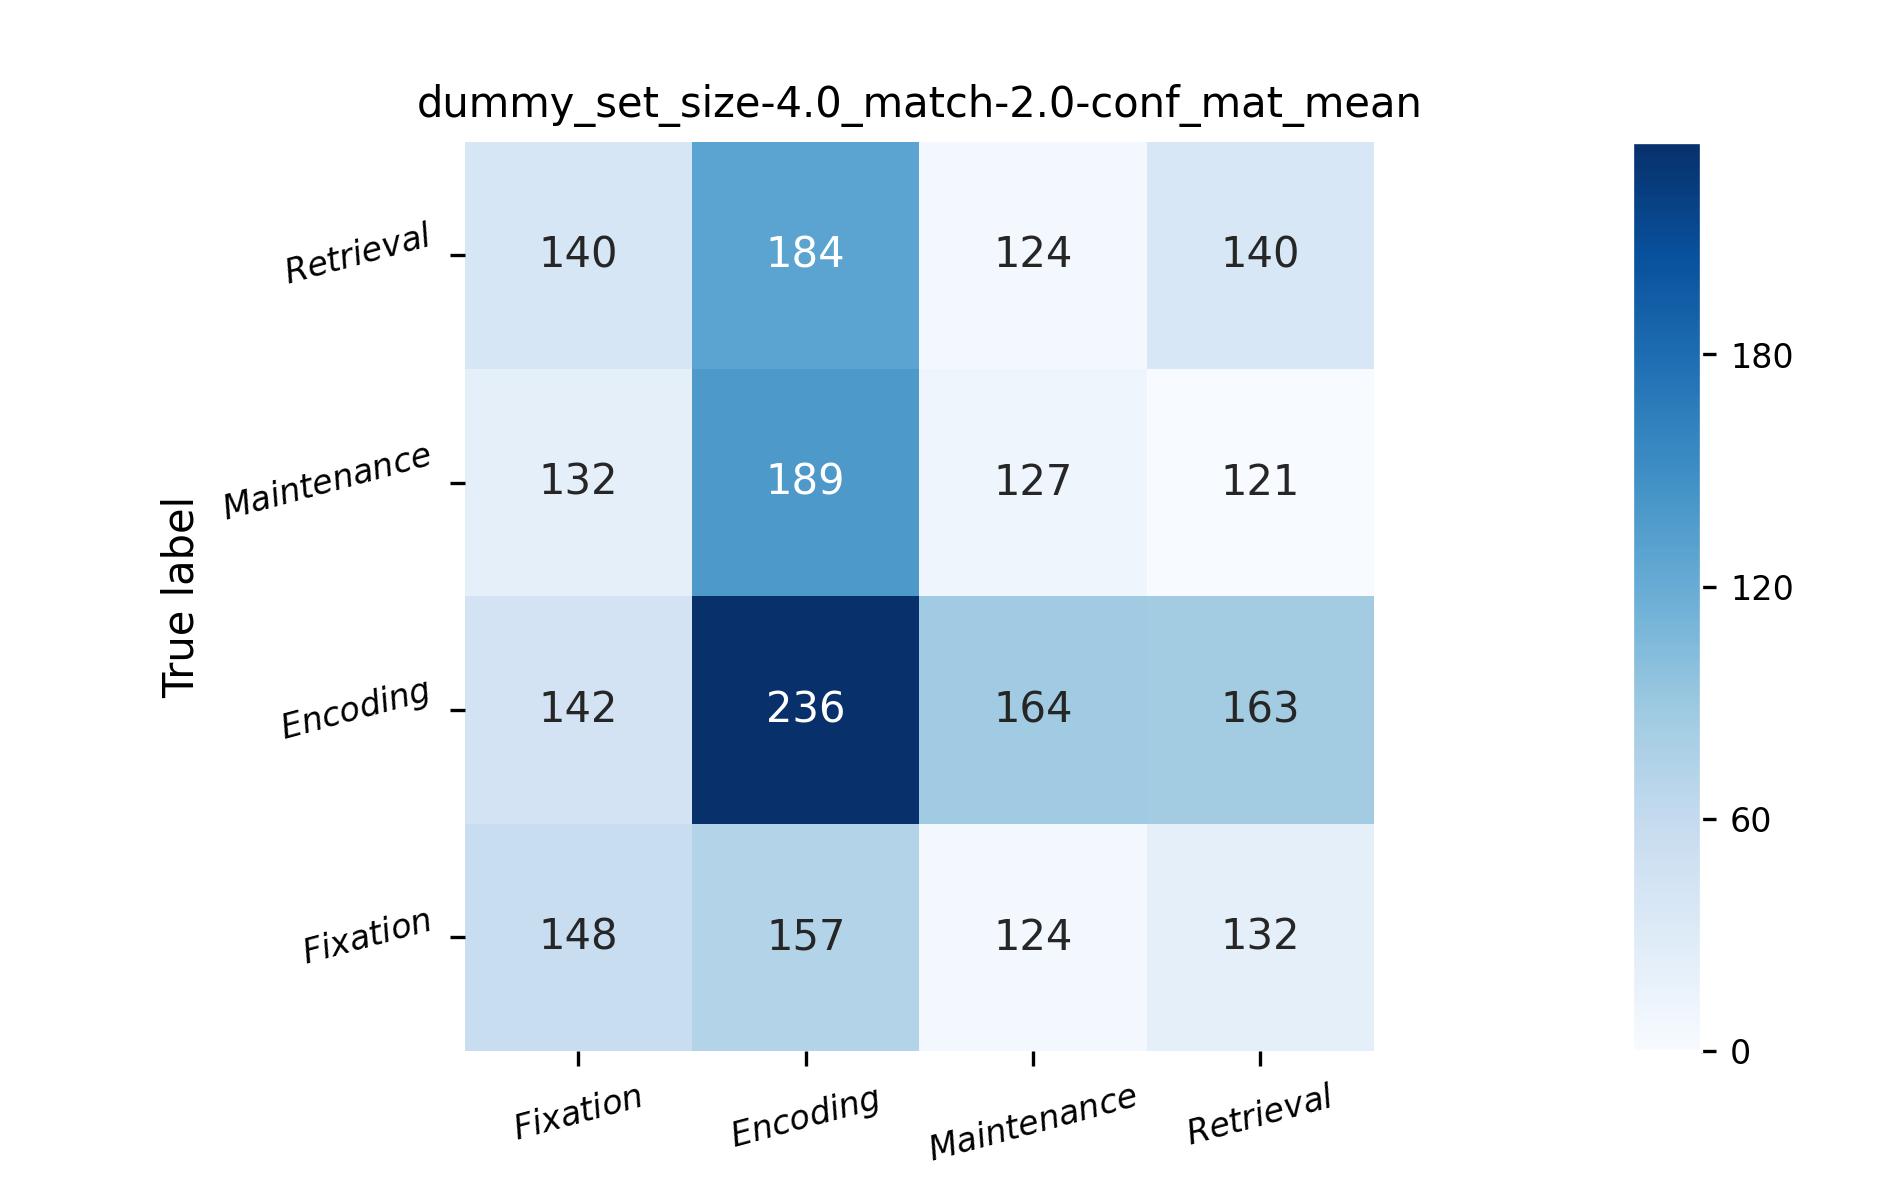 dummy_set_size-4.0_match-2.0-conf_mat_mean
True label
Retrieval 140 184 124 140
Maintenance 132 189 127 121
Encoding 142 236 164 163
Fixation 148 157 124 132
Fixation Encoding Maintenance Retrieval
180
120
60
0